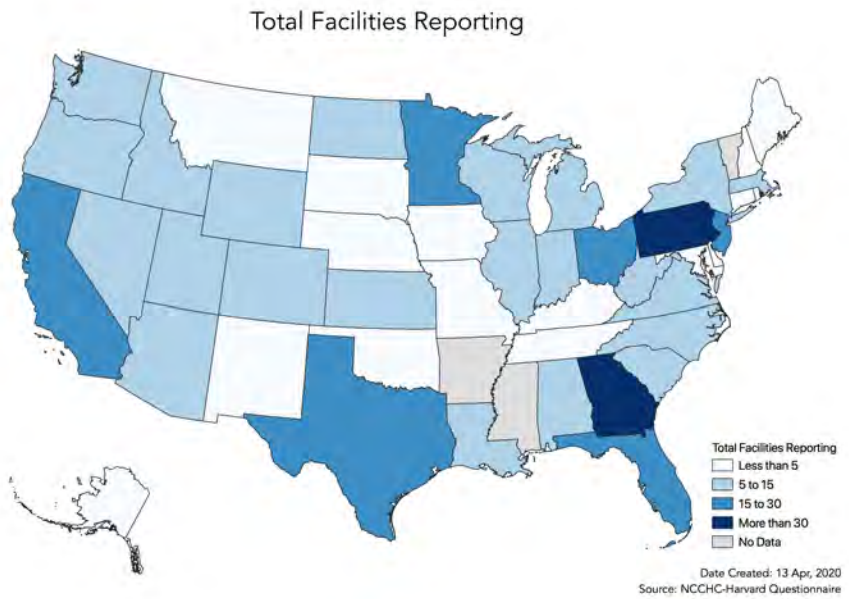 Total Facilities Reporting
Total Facilities Reporting
Less than 5
5 to 15
15 to 30
More than 30
No Data
Date Created: 13 Apr, 2020
Source: NCCHC-Harvard Questionnaire